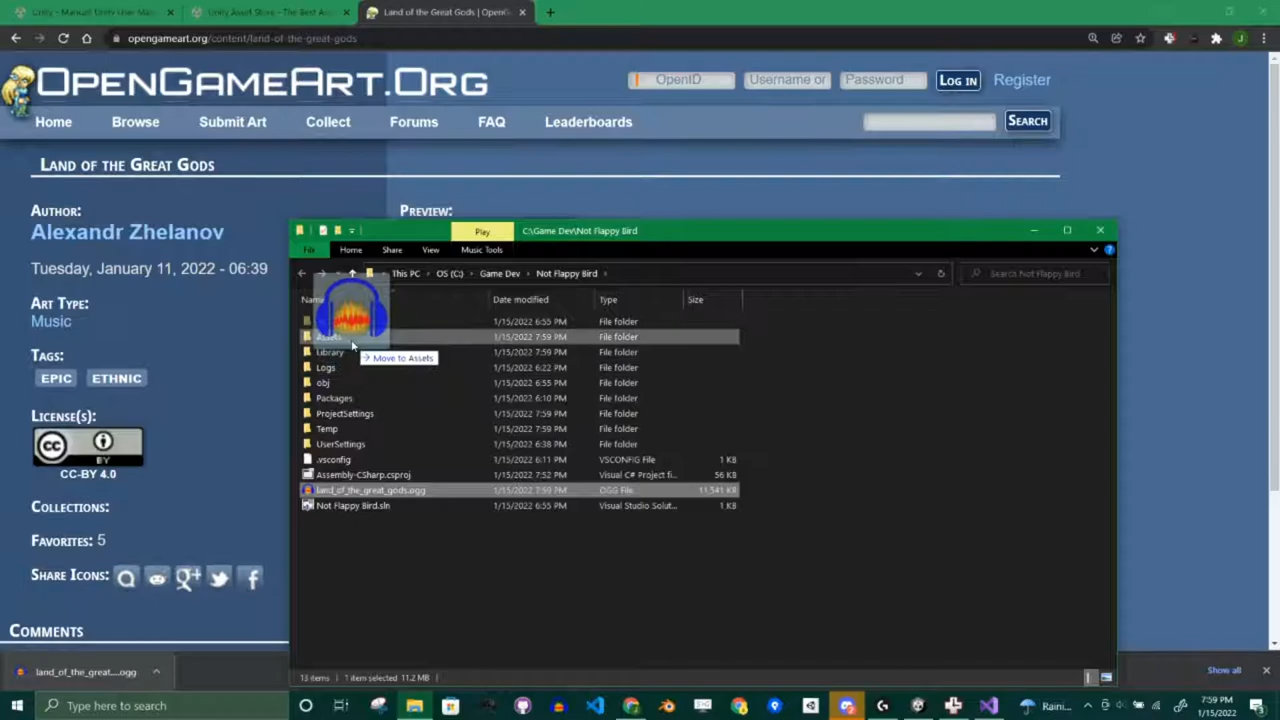 Unity - Manual: Unity User Man
Unity Asset Store - The Best Ass
Land of the Great Gods | OpenG
opengameart.org/content/land-of-the-great-gods
OpenGameArt.Org
OpenID
Username or
Password
Log in
Register
Home
Browse
Submit Art
Collect
Forums
FAQ
Leaderboards
Search
Land of the Great Gods
Author:
Alexandr Zhelanov
Tuesday, January 11, 2022 - 06:39
Art Type:
Music
Tags:
EPIC
ETHNIC
License(s):
CC BY
CC-BY 4.0
Collections:
Favorites: 5
Share Icons:
Comments
Preview:
Play
C:\Game Dev\Not Flappy Bird
File
Home
Share
View
Music Tools
This PC
OS (C:)
Game Dev
Not Flappy Bird
Search Not Flappy Bird
Date modified
Type
Size
1/15/2022 6:55 PM File folder
Assets 1/15/2022 7:59 PM File folder
Library 1/15/2022 7:59 PM File folder
Logs 1/15/2022 6:22 PM File folder
obj 1/15/2022 6:55 PM File folder
Packages 1/15/2022 6:10 PM File folder
ProjectSettings 1/15/2022 7:59 PM File folder
Temp 1/15/2022 7:59 PM File folder
UserSettings 1/15/2022 6:38 PM File folder
.vsconfig 1/15/2022 6:11 PM VSCONFIG File 1 KB
Assembly-CSharp.csproj 1/15/2022 7:52 PM Visual C# Project fi... 56 KB
land_of_the_great_gods.ogg 1/15/2022 7:59 PM OGG File 11,541 KB
Not Flappy Bird.sln 1/15/2022 6:55 PM Visual Studio Solut... 1 KB
Move to Assets
13 items
1 item selected 11.2 MB
land_of_the_great....ogg
Show all
Type here to search
Raini...
7:59 PM
1/15/2022